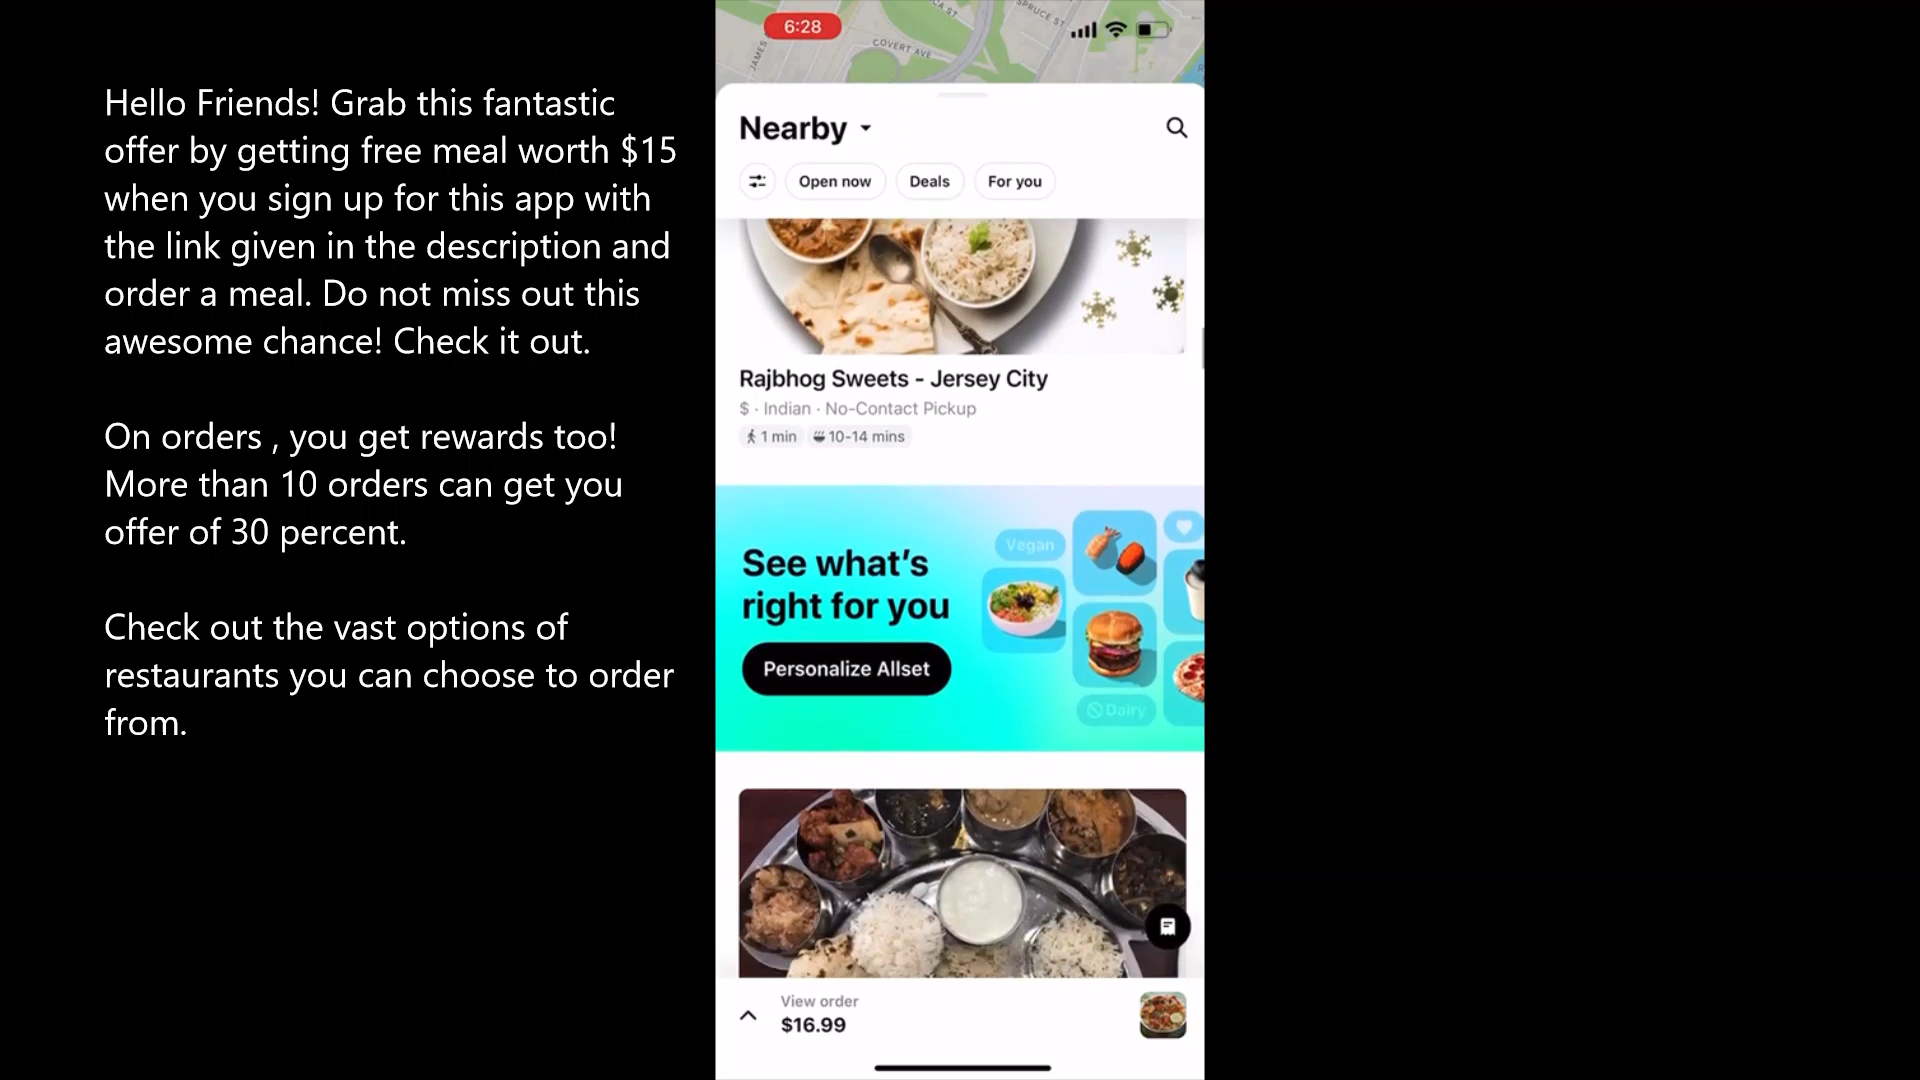 Hello Friends! Grab this fantastic
offer by getting free meal worth $15
when you sign up for this app with
the link given in the description and
order a meal. Do not miss out this
awesome chance! Check it out.
On orders , you get rewards too!
More than 10 orders can get you
offer of 30 percent.
Check out the vast options of
restaurants you can choose to order
from.
6:28
SPRUCE ST
COVERT AVE
JAMES
Nearby
Open now
Deals
For you
Rajbhog Sweets - Jersey City
$ · Indian · No-Contact Pickup
1 min
10-14 mins
See what's
right for you
Personalize Allset
Vegan
Dairy
View order
$16.99